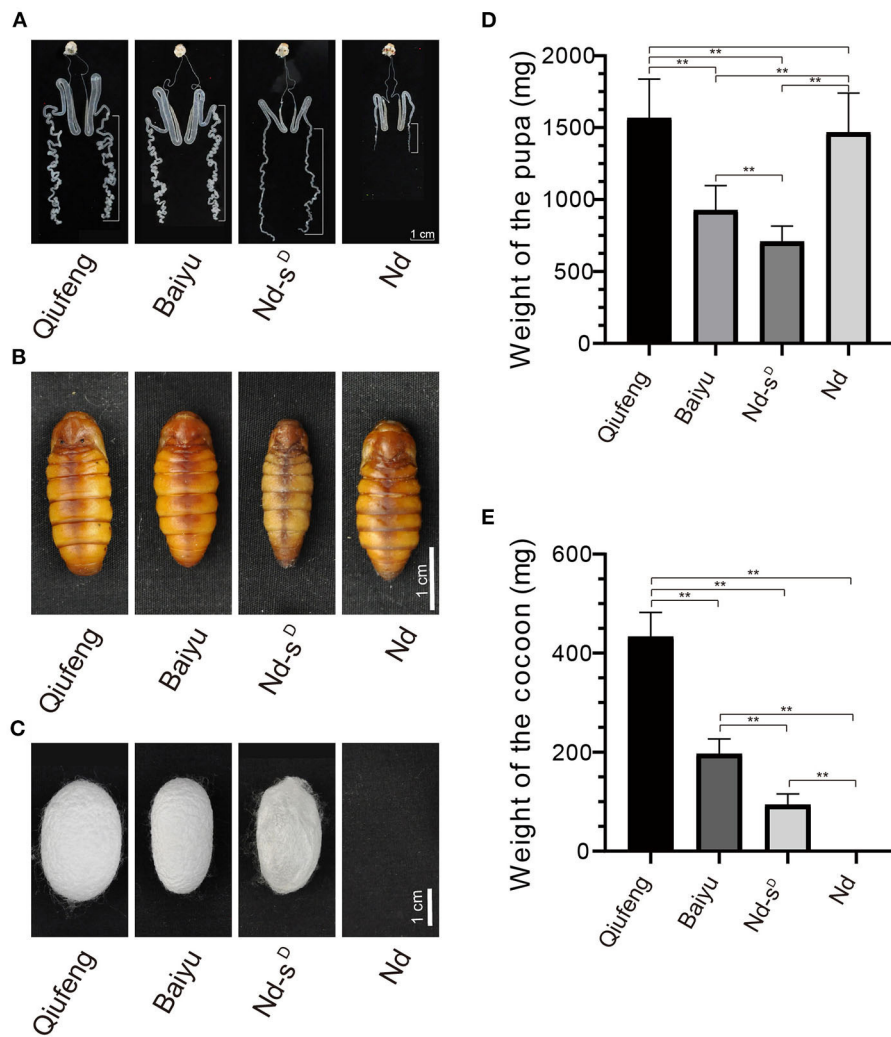 A
1 cm
Qiufeng
Baiyu
Nd-s D
Nd
B
1 cm
Qiufeng
Baiyu
Nd-s D
Nd
C
1 cm
Qiufeng
Baiyu
Nd-s D
Nd
D
Weight of the pupa (mg)
2000
1500
1000
500
0
**
**
**
**
**
**
Qiufeng
Baiyu
Nd-s D
Nd
E
Weight of the cocoon (mg)
600
400
200
0
**
**
**
**
**
**
Qiufeng
Baiyu
Nd-s D
Nd